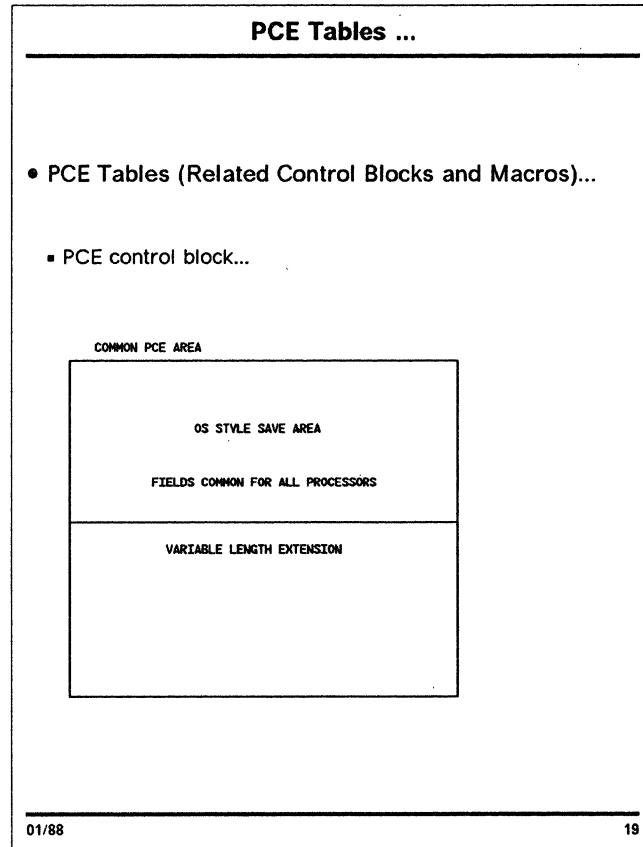 PCE Tables ...
• PCE Tables (Related Control Blocks and Macros)...
▪ PCE control block...
COMMON PCE AREA
OS STYLE SAVE AREA
FIELDS COMMON FOR ALL PROCESSORS
VARIABLE LENGTH EXTENSION
01/88
19